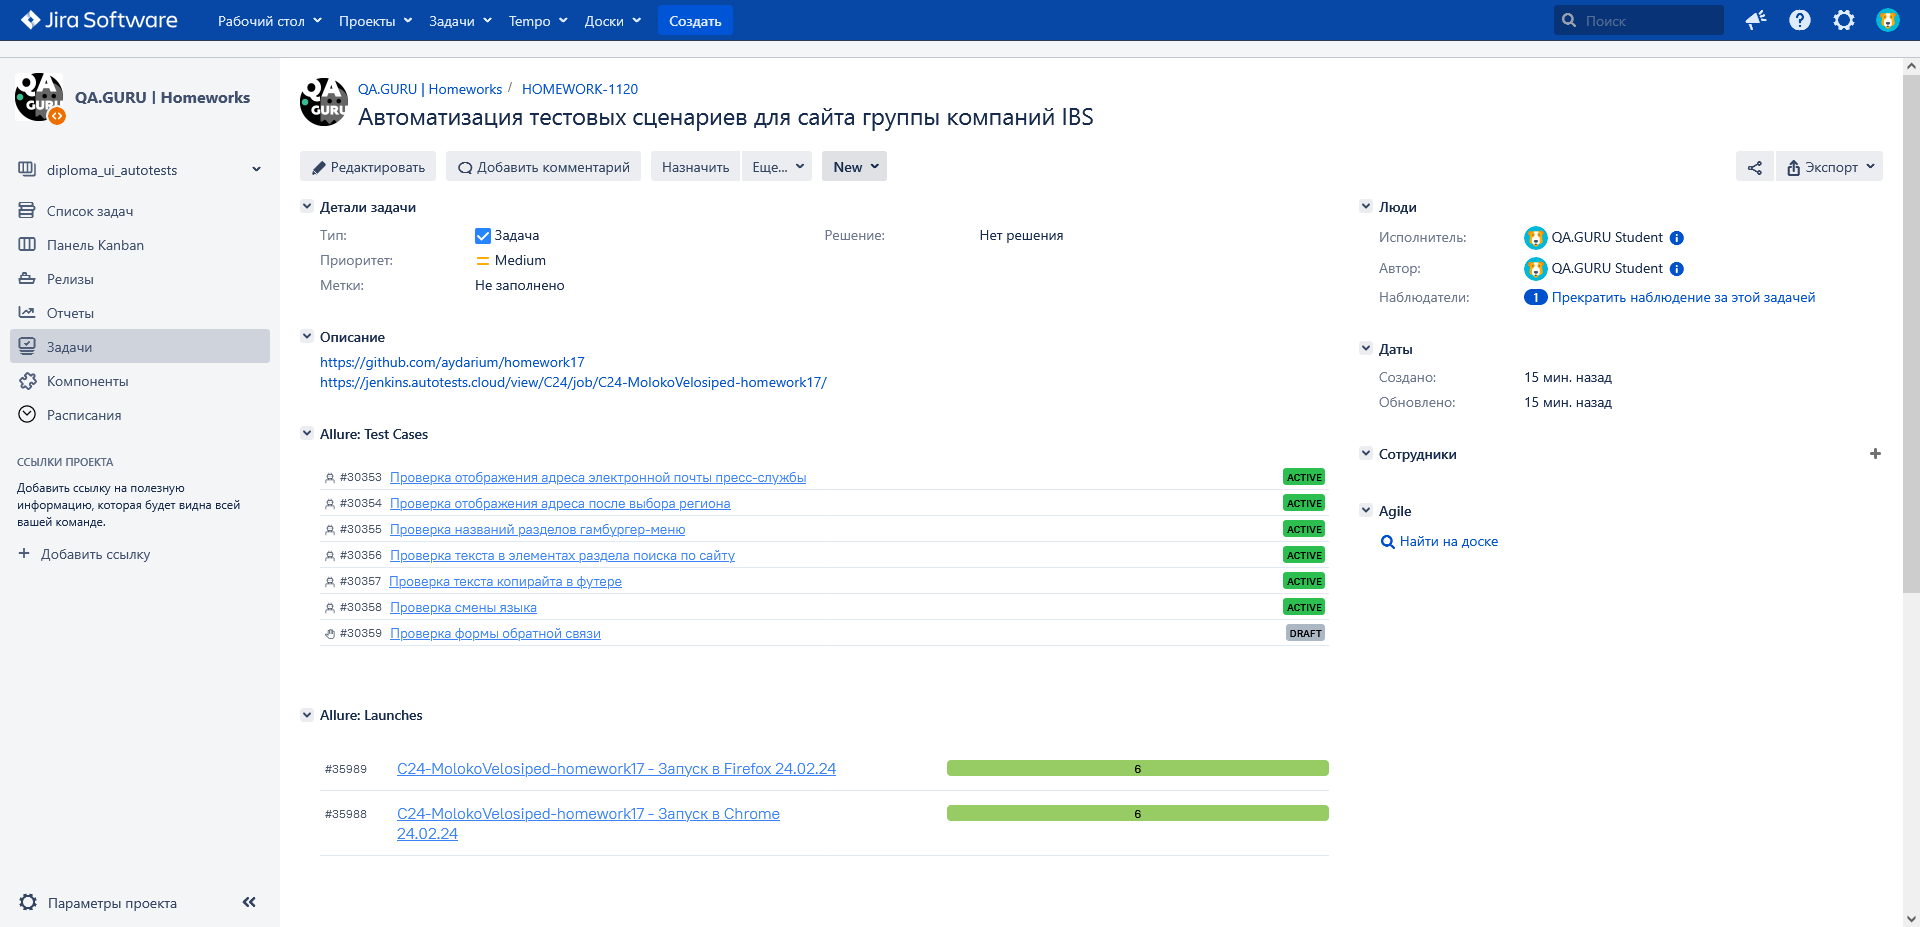 Jira Software
Рабочий стол
Проекты
Задачи
Tempo
Доски
Создать
Поиск
QA GURU
QA.GURU | Homeworks
diploma_ui_autotests
Список задач
Панель Kanban
Релизы
Отчеты
Задачи
Компоненты
Расписания
ССЫЛКИ ПРОЕКТА
Добавить ссылку на полезную
информацию, которая будет видна всей
вашей команде.
Добавить ссылку
Параметры проекта
QA GURU
QA.GURU | Homeworks / HOMEWORK-1120
Автоматизация тестовых сценариев для сайта группы компаний IBS
Редактировать
Добавить комментарий
Назначить
Еще...
New
Экспорт
Детали задачи
Тип: Задача
Решение: Нет решения
Приоритет: Medium
Метки: Не заполнено
Описание
https://github.com/aydarium/homework17
https://jenkins.autotests.cloud/view/C24/job/C24-MolokoVelosiped-homework17/
Allure: Test Cases
#30353 Проверка отображения адреса электронной почты пресс-службы ACTIVE
#30354 Проверка отображения адреса после выбора региона ACTIVE
#30355 Проверка названий разделов гамбургер-меню ACTIVE
#30356 Проверка текста в элементах раздела поиска по сайту ACTIVE
#30357 Проверка текста копирайта в футере ACTIVE
#30358 Проверка смены языка ACTIVE
#30359 Проверка формы обратной связи DRAFT
Allure: Launches
#35989 C24-MolokoVelosiped-homework17 - Запуск в Firefox 24.02.24 6
#35988 C24-MolokoVelosiped-homework17 - Запуск в Chrome 6
24.02.24
Люди
Исполнитель: QA.GURU Student
Автор: QA.GURU Student
Наблюдатели: 1 Прекратить наблюдение за этой задачей
Даты
Создано: 15 мин. назад
Обновлено: 15 мин. назад
Сотрудники
Agile
Найти на доске